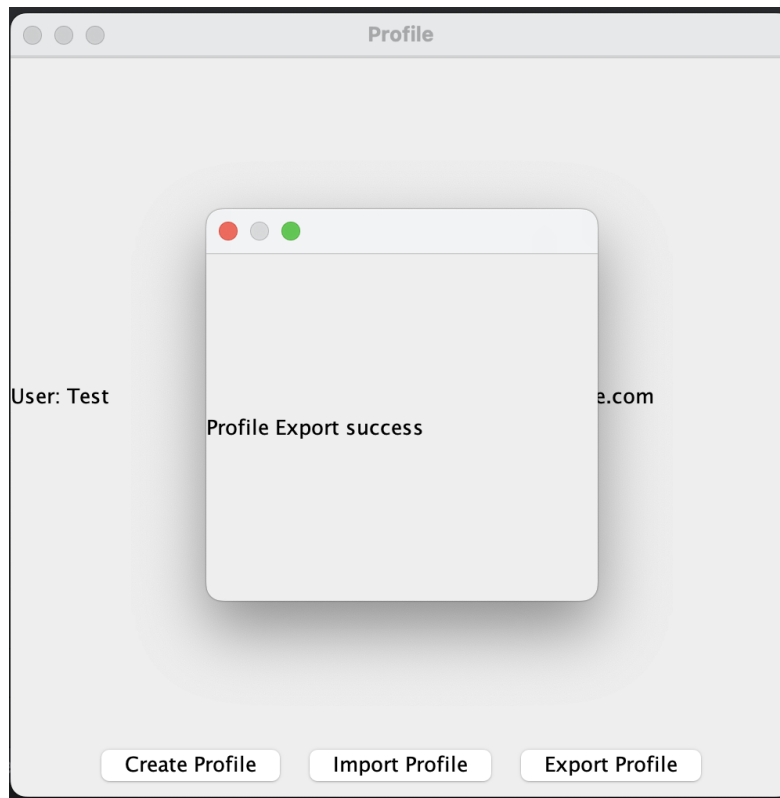 Profile
User: Test
e.com
Profile Export success
Create Profile Import Profile Export Profile